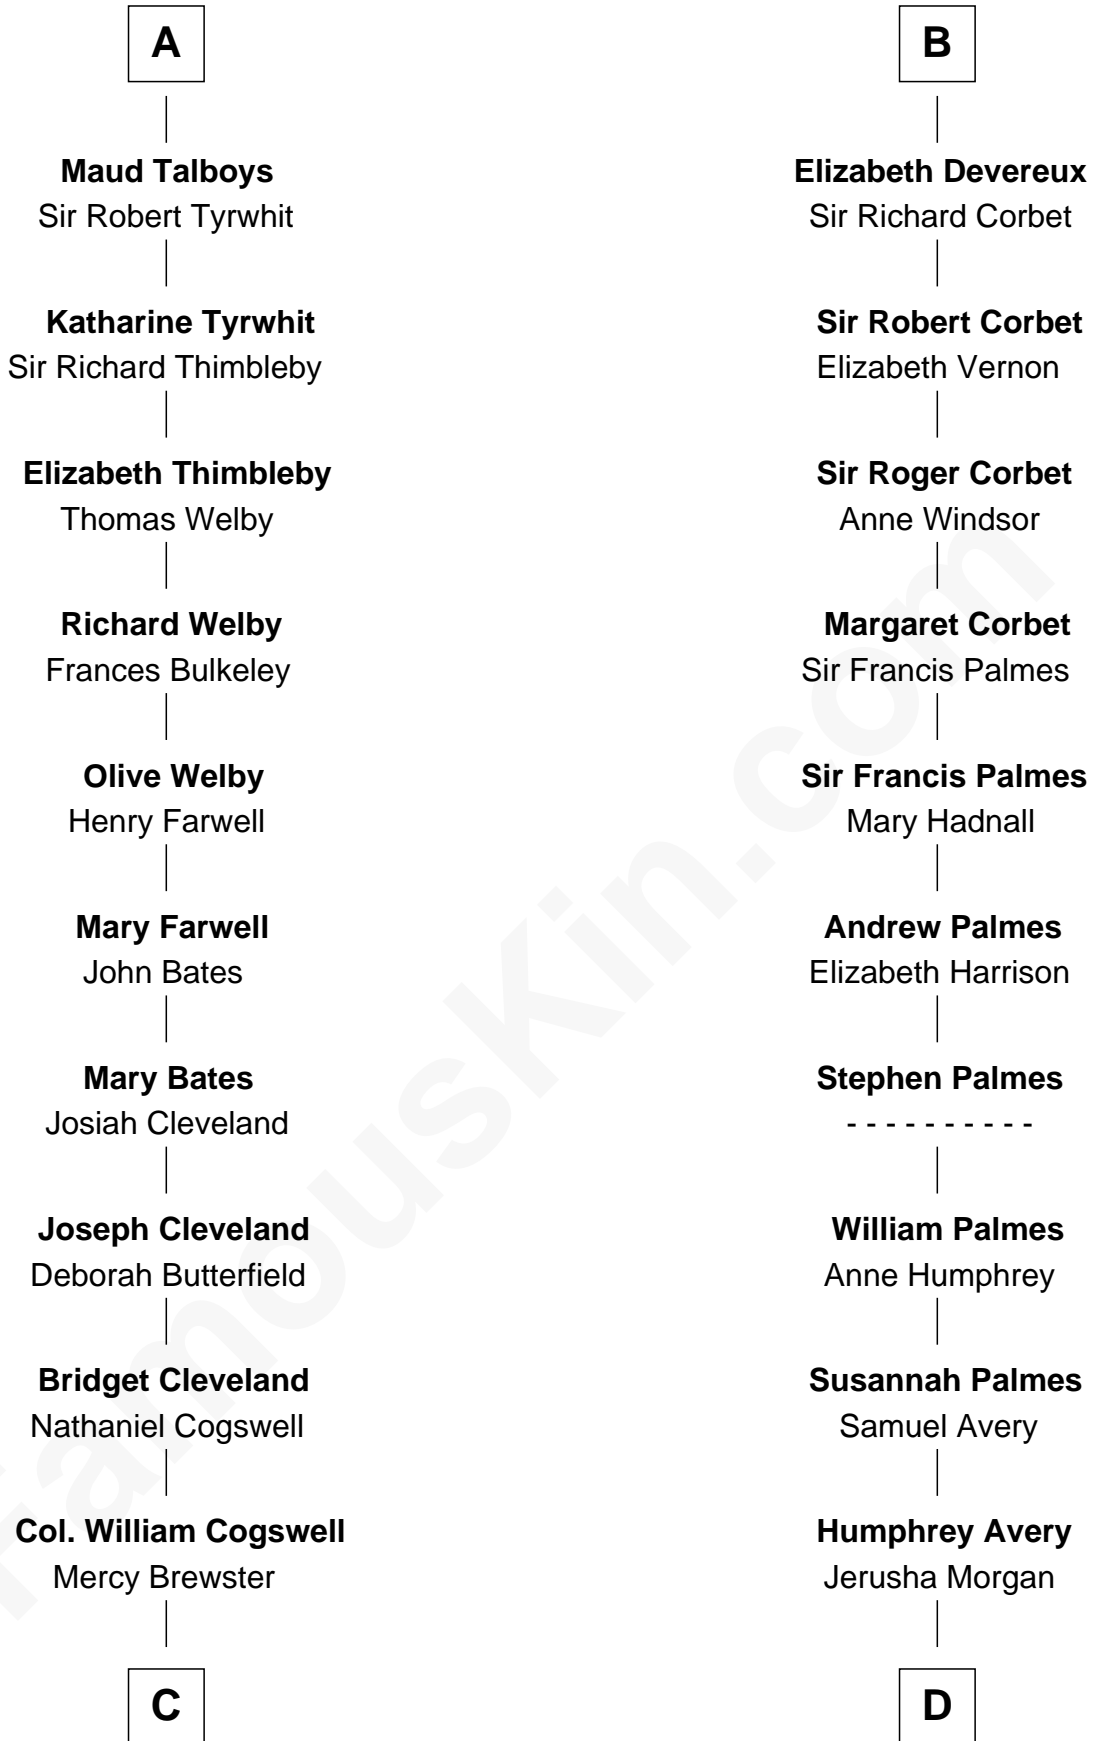 A
Maud Talboys
Sir Robert Tyrwhit
Katharine Tyrwhit
Sir Richard Thimbleby
Elizabeth Thimbleby
Thomas Welby
Richard Welby
Frances Bulkeley
Olive Welby
Henry Farwell
Mary Farwell
John Bates
Mary Bates
Josiah Cleveland
Joseph Cleveland
Deborah Butterfield
Bridget Cleveland
Nathaniel Cogswell
Col. William Cogswell
Mercy Brewster
C
B
Elizabeth Devereux
Sir Richard Corbet
Sir Robert Corbet
Elizabeth Vernon
Sir Roger Corbet
Anne Windsor
Margaret Corbet
Sir Francis Palmes
Sir Francis Palmes
Mary Hadnall
Andrew Palmes
Elizabeth Harrison
Stephen Palmes
- - - - - - - - - -
William Palmes
Anne Humphrey
Susannah Palmes
Samuel Avery
Humphrey Avery
Jerusha Morgan
D
FamousKin.com